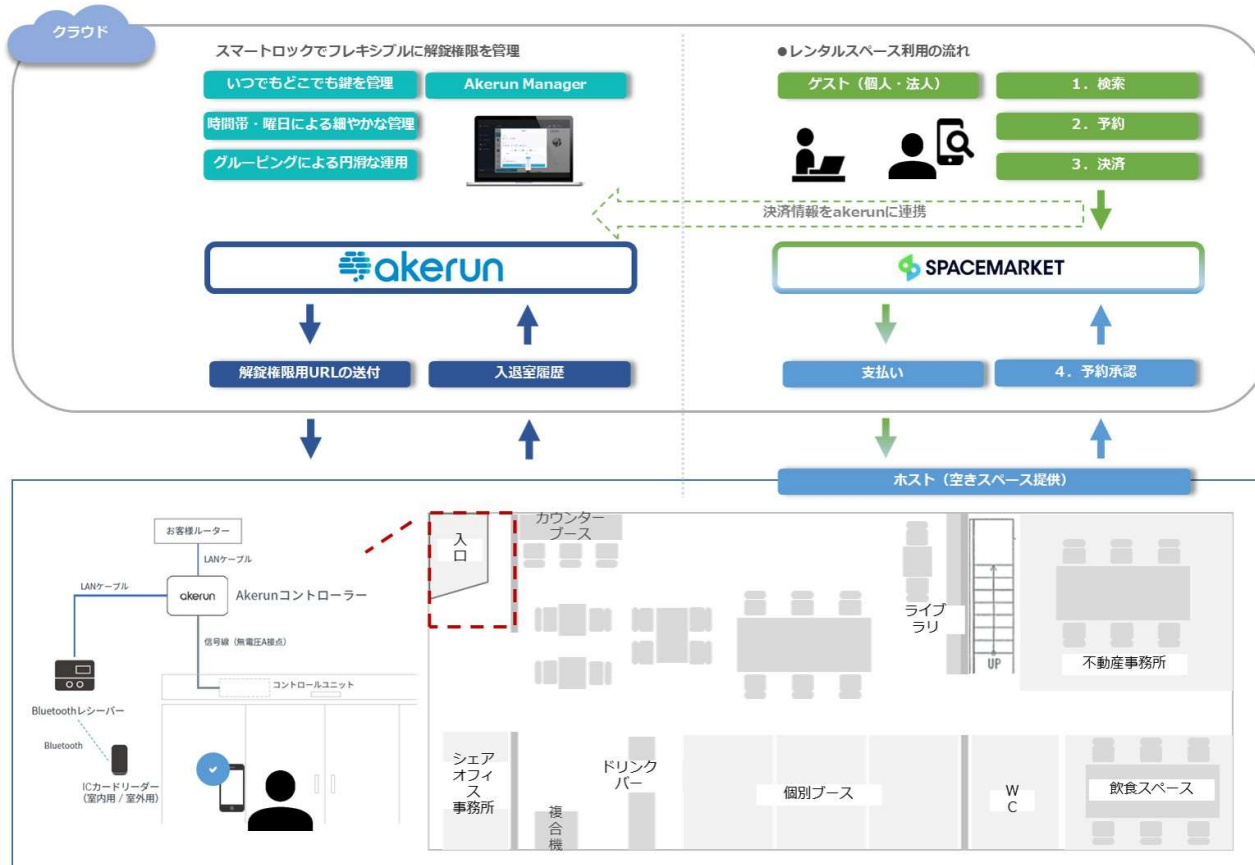 クラウド
スマートロックでフレキシブルに解錠権限を管理
いつでもどこでも鍵を管理
Akerun Manager
時間帯・曜日による細やかな管理
グルーピングによる円滑な運用
●レンタルスペース利用の流れ
ゲスト（個人・法人）
1．検索
2．予約
3．決済
決済情報をakerunに連携
akerun
SPACEMARKET
解錠権限用URLの送付
入退室履歴
支払い
4．予約承認
ホスト（空きスペース提供）
お客様ルーター
LANケーブル
LANケーブル
akerun
Akerunコントローラー
信号線（無電圧A接点）
コントロールユニット
Bluetoothレシーバー
Bluetooth
ICカードリーダー
（室内用 / 室外用）
入
口
カウンター
ブース
ライブ
ラリ
UP
不動産事務所
シェア
オフィ
ス
事務所
複
合
機
ドリンク
バー
個別ブース
W
C
飲食スペース